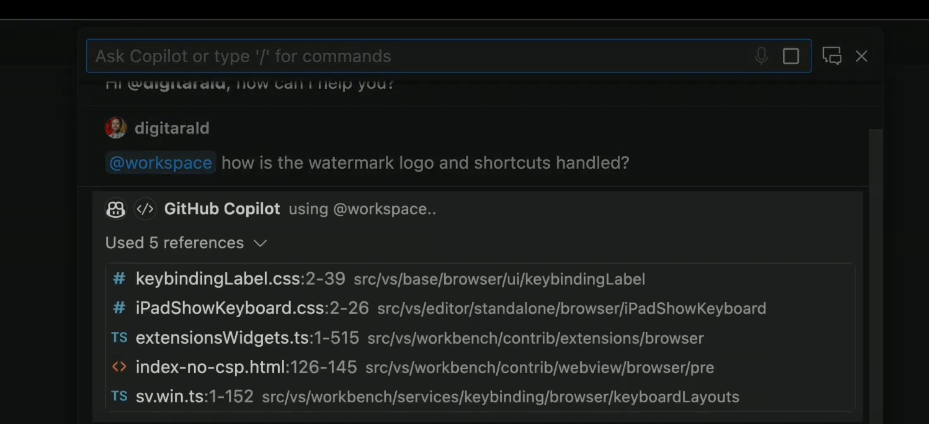 Ask Copilot or type '/' for commands
Hi @digitarald, how can I help you?
digitarald
@workspace how is the watermark logo and shortcuts handled?
GitHub Copilot using @workspace..
Used 5 references
# keybindingLabel.css:2-39 src/vs/base/browser/ui/keybindingLabel
# iPadShowKeyboard.css:2-26 src/vs/editor/standalone/browser/iPadShowKeyboard
TS extensionsWidgets.ts:1-515 src/vs/workbench/contrib/extensions/browser
<> index-no-csp.html:126-145 src/vs/workbench/contrib/webview/browser/pre
TS sv.win.ts:1-152 src/vs/workbench/services/keybinding/browser/keyboardLayouts